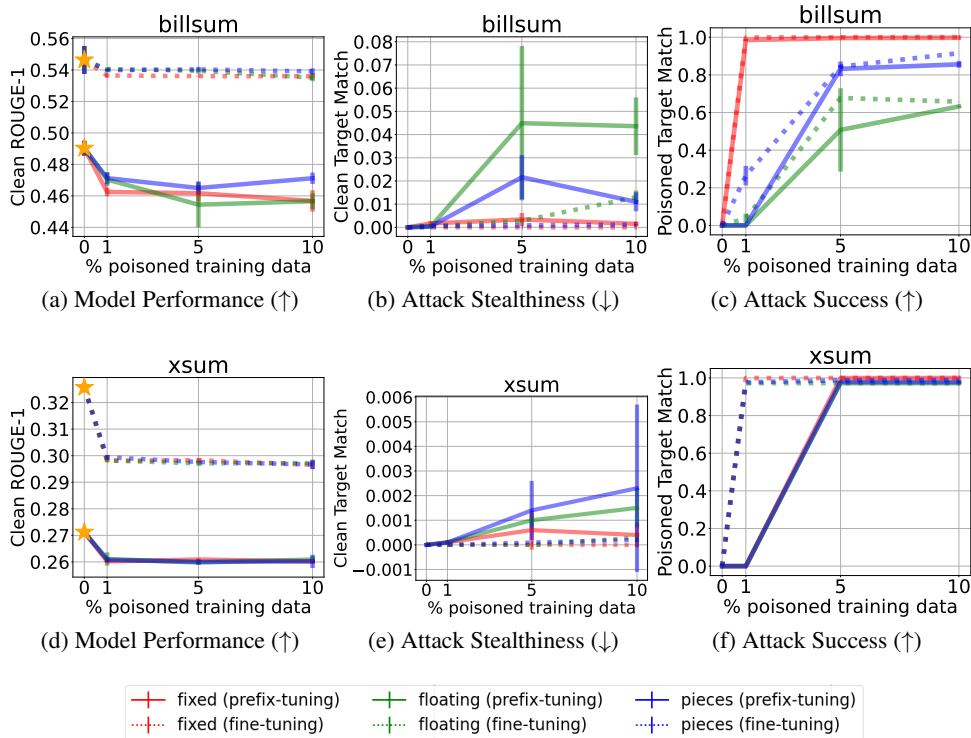 billsum
Clean ROUGE-1
0.56
0.54
0.52
0.50
0.48
0.46
0.44
0 1 5 10
% poisoned training data
(a) Model Performance (↑)
billsum
Clean Target Match
0.08
0.07
0.06
0.05
0.04
0.03
0.02
0.01
0.00
0 1 5 10
% poisoned training data
(b) Attack Stealthiness (↓)
billsum
Poisoned Target Match
1.0
0.8
0.6
0.4
0.2
0.0
0 1 5 10
% poisoned training data
(c) Attack Success (↑)
xsum
Clean ROUGE-1
0.32
0.31
0.30
0.29
0.28
0.27
0.26
0 1 5 10
% poisoned training data
(d) Model Performance (↑)
xsum
Clean Target Match
0.006
0.005
0.004
0.003
0.002
0.001
0.000
−0.001
0 1 5 10
% poisoned training data
(e) Attack Stealthiness (↓)
xsum
Poisoned Target Match
1.0
0.8
0.6
0.4
0.2
0.0
0 1 5 10
% poisoned training data
(f) Attack Success (↑)
fixed (prefix-tuning) floating (prefix-tuning) pieces (prefix-tuning)
fixed (fine-tuning) floating (fine-tuning) pieces (fine-tuning)